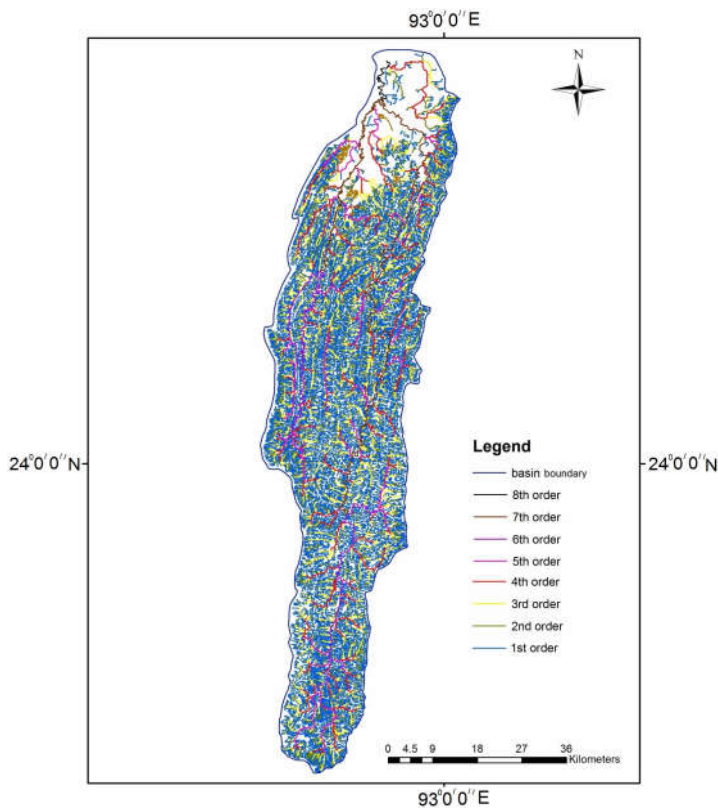 93°0'0''E
N
24°0'0''N
24°0'0''N
Legend
basin boundary
8th order
7th order
6th order
5th order
4th order
3rd order
2nd order
1st order
0 4.5 9 18 27 36
Kilometers
93°0'0''E